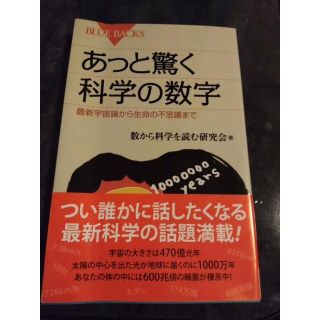 BLUE BACKS
あっと驚く
科学の数字
最新宇宙論から生命の不思議まで
数から科学を読む研究会 著
10000000
years
つい誰かに話したくなる
最新科学の話題満載!
宇宙の大きさは470億光年
太陽の中心を出た光が地球に届くのに1000万年
あなたの体の中には600兆個の細菌が棲息中!